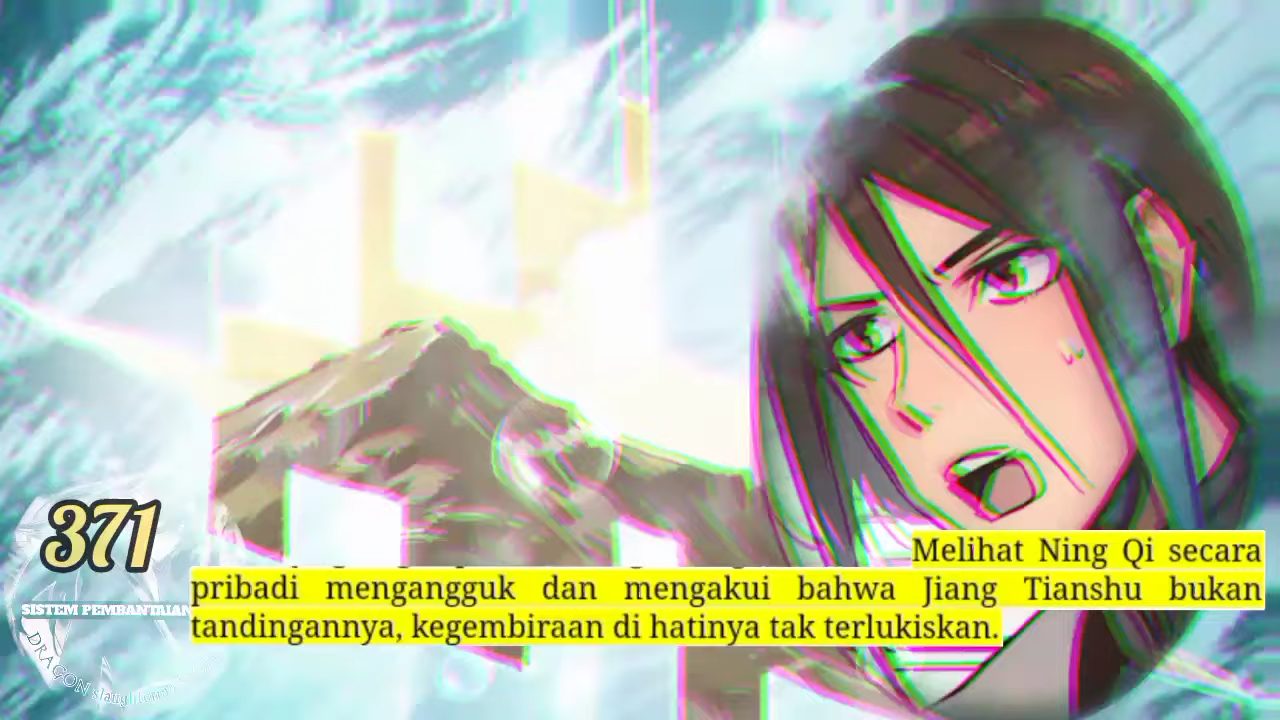 371
SISTEM PEMBANTAIAN
DRAGON slaughter
Melihat Ning Qi secara
pribadi mengangguk dan mengakui bahwa Jiang Tianshu bukan
tandingannya, kegembiraan di hatinya tak terlukiskan.